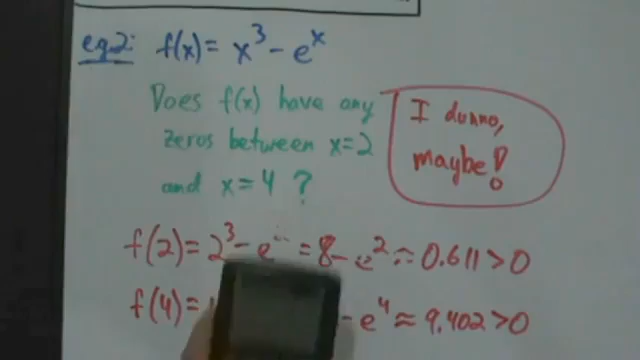 e.g.2: f(x) = x³ - eˣ
Does f(x) have any
zeros between x=2
and x=4 ?
I dunno,
maybe!
f(2) = 2³ - e = 8 - e² ≈ 0.611 > 0
f(4) = - e⁴ ≈ 9.402 > 0